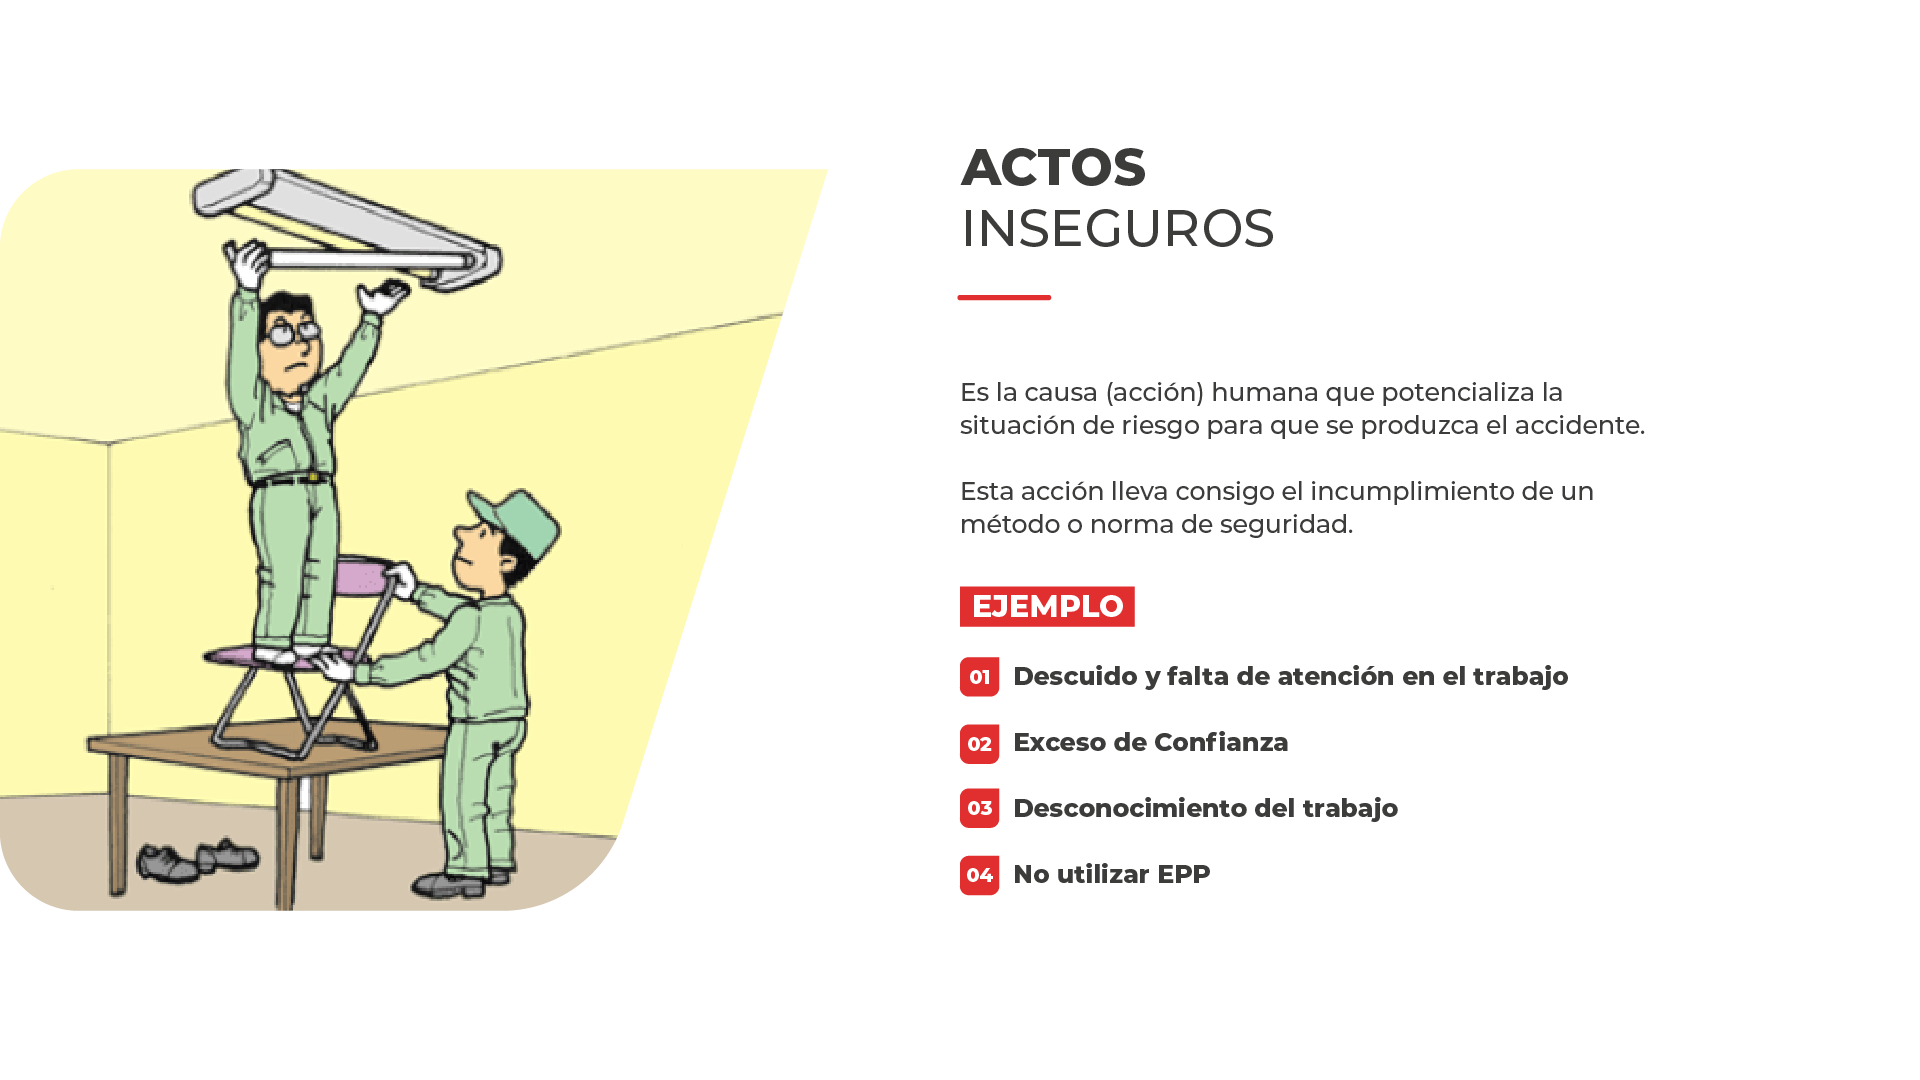 ACTOS
INSEGUROS
Es la causa (acción) humana que potencializa la
situación de riesgo para que se produzca el accidente.
Esta acción lleva consigo el incumplimiento de un
método o norma de seguridad.
EJEMPLO
01 Descuido y falta de atención en el trabajo
02 Exceso de Confianza
03 Desconocimiento del trabajo
04 No utilizar EPP